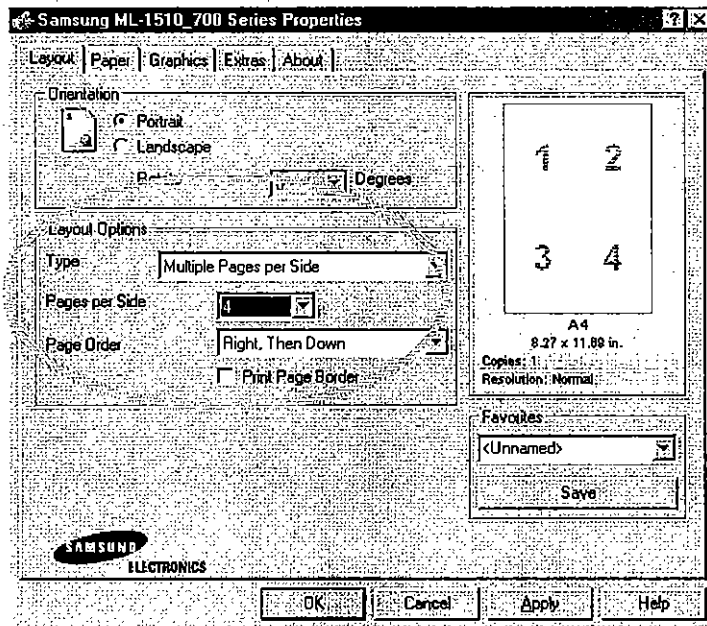 Samsung ML-1510_700 Series Properties
Layout Paper Graphics Extras About
Orientation
Portrait
Landscape
Degrees
Layout Options
Type Multiple Pages per Side
Pages per Side 4
Page Order Right, Then Down
Print Page Border
1 2
3 4
A4
8.27 x 11.69 in.
Copies: 1
Resolution: Normal
Favorites
<Unnamed>
Save
SAMSUNG
ELECTRONICS
OK Cancel Apply Help